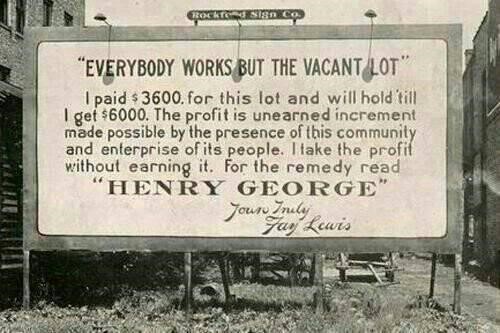 Rockford Sign Co.
"EVERYBODY WORKS BUT THE VACANT LOT"
I paid $3600. for this lot and will hold 'till
I get $6000. The profit is unearned increment
made possible by the presence of this community
and enterprise of its people. I take the profit
without earning it. For the remedy read
"HENRY GEORGE"
Yours Truly
Fay Lewis